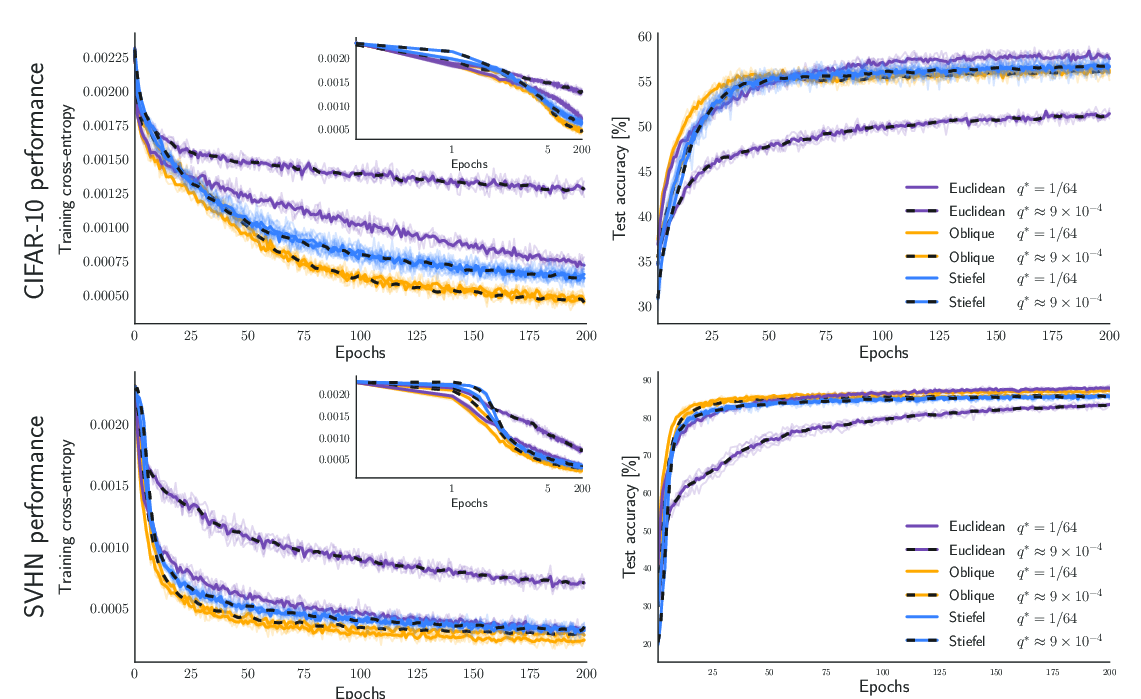 CIFAR-10 performance
Training cross-entropy
0.00225
0.00200
0.00175
0.00150
0.00125
0.00100
0.00075
0.00050
0 25 50 75 100 125 150 175 200
Epochs
0.0020
0.0015
0.0010
0.0005
1 5 200
Epochs
Test accuracy [%]
60
55
50
45
40
35
30
25 50 75 100 125 150 175 200
Epochs
Euclidean q* = 1/64
Euclidean q* ≈ 9 × 10⁻⁴
Oblique q* = 1/64
Oblique q* ≈ 9 × 10⁻⁴
Stiefel q* = 1/64
Stiefel q* ≈ 9 × 10⁻⁴
SVHN performance
Training cross-entropy
0.0020
0.0015
0.0010
0.0005
0 25 50 75 100 125 150 175 200
Epochs
0.0020
0.0015
0.0010
0.0005
1 5 200
Epochs
Test accuracy [%]
90
80
70
60
50
40
30
20
25 50 75 100 125 150 175 200
Epochs
Euclidean q* = 1/64
Euclidean q* ≈ 9 × 10⁻⁴
Oblique q* = 1/64
Oblique q* ≈ 9 × 10⁻⁴
Stiefel q* = 1/64
Stiefel q* ≈ 9 × 10⁻⁴